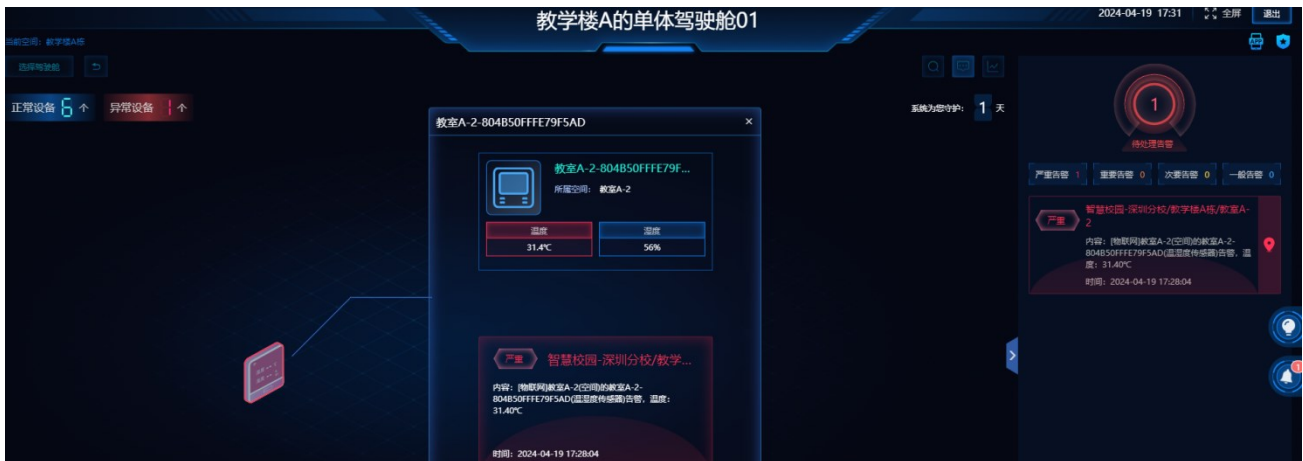 教学楼A的单体驾驶舱01
2024-04-19 17:31 全屏 退出
当前空间：教学楼A栋
选择驾驶舱
正常设备 6 个 异常设备 1 个
系统为您守护： 1 天
教室A-2-804B50FFFE79F5AD ×
教室A-2-804B50FFFE79F...
所属空间： 教室A-2
温度 湿度
31.4℃ 56%
严重 智慧校园-深圳分校/教学...
内容：[物联网]教室A-2(空间)的教室A-2-
804B50FFFE79F5AD(温湿度传感器)告警，温度：
31.40℃
时间：2024-04-19 17:28:04
1
待处理告警
严重告警 1 重要告警 0 次要告警 0 一般告警 0
严重
智慧校园-深圳分校/教学楼A栋/教室A-
2
内容：[物联网]教室A-2(空间)的教室A-2-
804B50FFFE79F5AD(温湿度传感器)告警，温
度：31.40℃
时间：2024-04-19 17:28:04
1